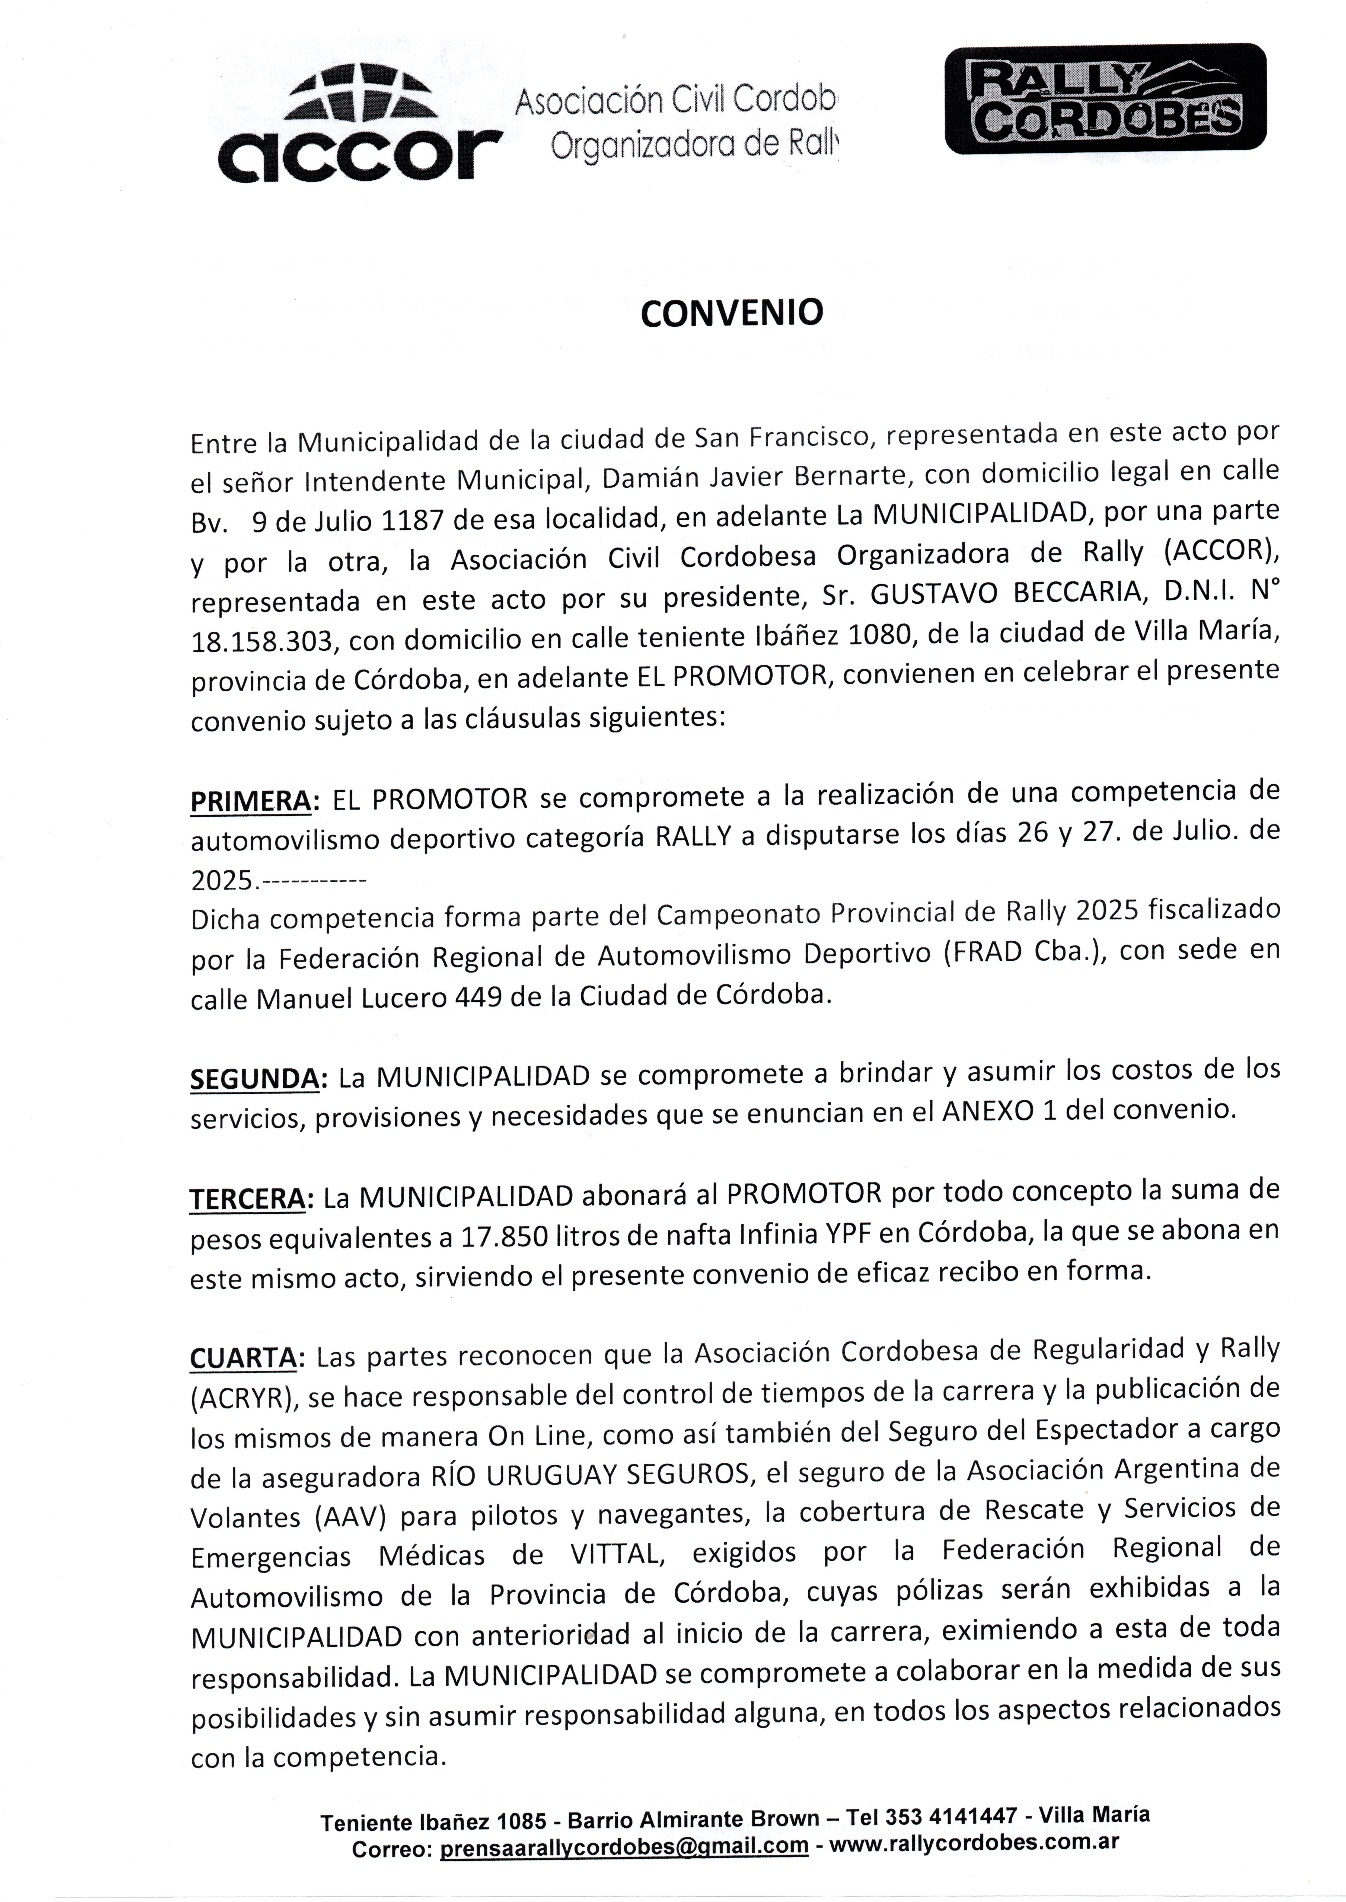 accor
Asociación Civil Cordob
Organizadora de Rall
RALLY
CORDOBES
CONVENIO
Entre la Municipalidad de la ciudad de San Francisco, representada en este acto por
el señor Intendente Municipal, Damián Javier Bernarte, con domicilio legal en calle
Bv. 9 de Julio 1187 de esa localidad, en adelante La MUNICIPALIDAD, por una parte
y por la otra, la Asociación Civil Cordobesa Organizadora de Rally (ACCOR),
representada en este acto por su presidente, Sr. GUSTAVO BECCARIA, D.N.I. N°
18.158.303, con domicilio en calle teniente Ibáñez 1080, de la ciudad de Villa María,
provincia de Córdoba, en adelante EL PROMOTOR, convienen en celebrar el presente
convenio sujeto a las cláusulas siguientes:
PRIMERA: EL PROMOTOR se compromete a la realización de una competencia de
automovilismo deportivo categoría RALLY a disputarse los días 26 y 27. de Julio. de
2025.-----------
Dicha competencia forma parte del Campeonato Provincial de Rally 2025 fiscalizado
por la Federación Regional de Automovilismo Deportivo (FRAD Cba.), con sede en
calle Manuel Lucero 449 de la Ciudad de Córdoba.
SEGUNDA: La MUNICIPALIDAD se compromete a brindar y asumir los costos de los
servicios, provisiones y necesidades que se enuncian en el ANEXO 1 del convenio.
TERCERA: La MUNICIPALIDAD abonará al PROMOTOR por todo concepto la suma de
pesos equivalentes a 17.850 litros de nafta Infinia YPF en Córdoba, la que se abona en
este mismo acto, sirviendo el presente convenio de eficaz recibo en forma.
CUARTA: Las partes reconocen que la Asociación Cordobesa de Regularidad y Rally
(ACRYR), se hace responsable del control de tiempos de la carrera y la publicación de
los mismos de manera On Line, como así también del Seguro del Espectador a cargo
de la aseguradora RÍO URUGUAY SEGUROS, el seguro de la Asociación Argentina de
Volantes (AAV) para pilotos y navegantes, la cobertura de Rescate y Servicios de
Emergencias Médicas de VITTAL, exigidos por la Federación Regional de
Automovilismo de la Provincia de Córdoba, cuyas pólizas serán exhibidas a la
MUNICIPALIDAD con anterioridad al inicio de la carrera, eximiendo a esta de toda
responsabilidad. La MUNICIPALIDAD se compromete a colaborar en la medida de sus
posibilidades y sin asumir responsabilidad alguna, en todos los aspectos relacionados
con la competencia.
Teniente Ibañez 1085 - Barrio Almirante Brown – Tel 353 4141447 - Villa María
Correo: prensaarallycordobes@gmail.com - www.rallycordobes.com.ar